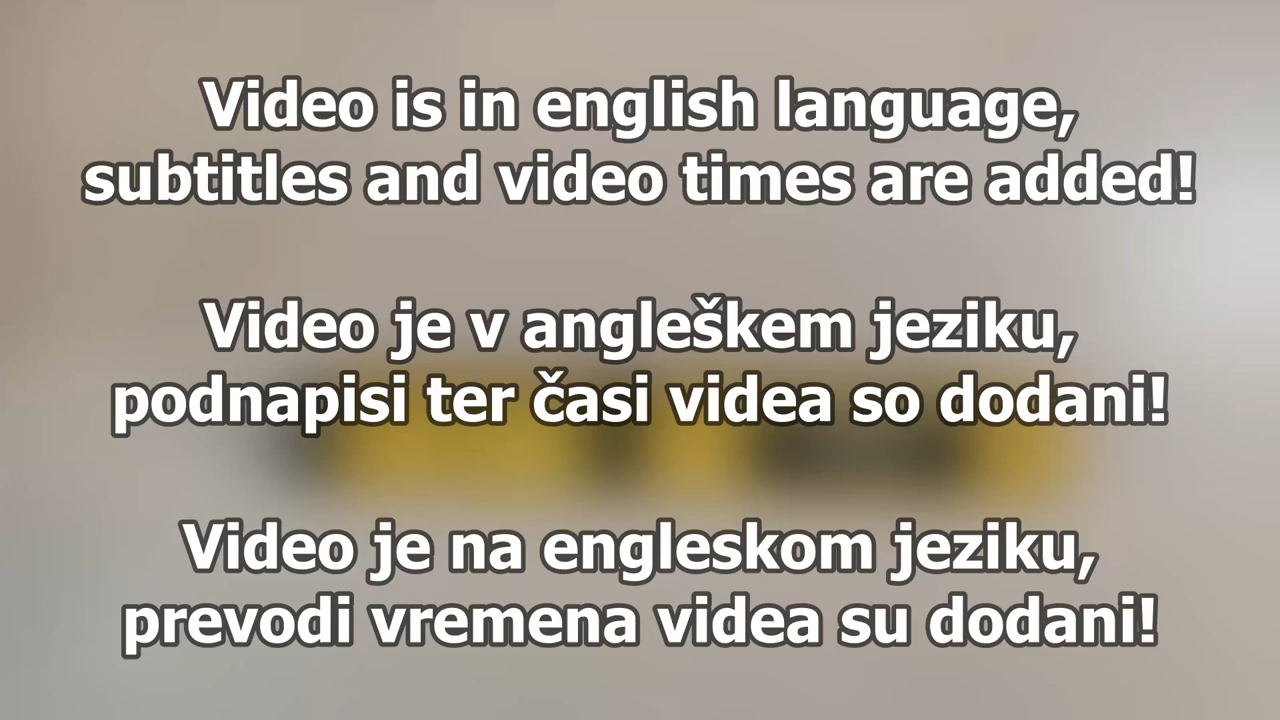 Video is in english language,
subtitles and video times are added!
Video je v angleškem jeziku,
podnapisi ter časi videa so dodani!
Video je na engleskom jeziku,
prevodi vremena videa su dodani!